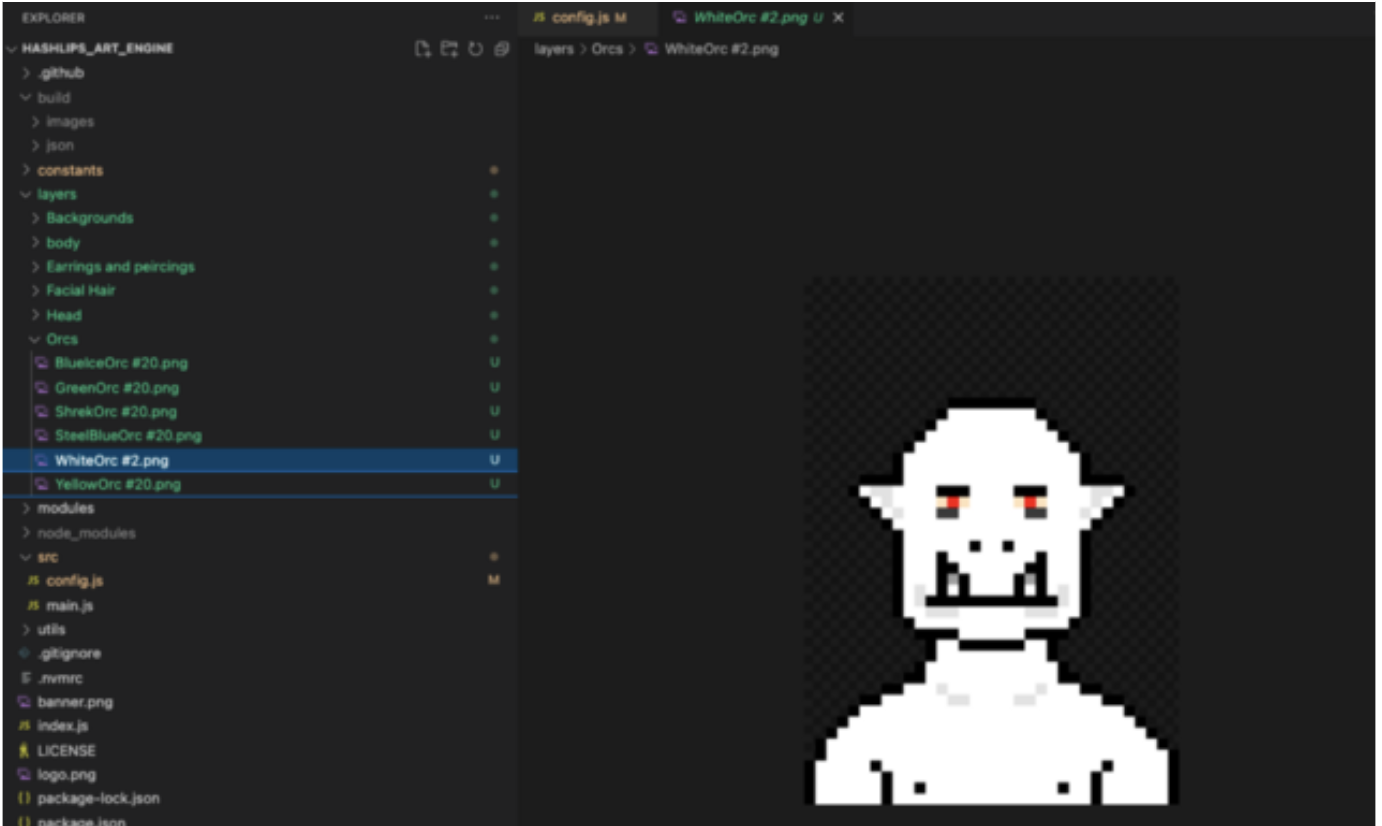 EXPLORER
HASHLIPS_ART_ENGINE
.github
build
images
json
constants
layers
Backgrounds
body
Earrings and peircings
Facial Hair
Head
Orcs
BlueIceOrc #20.png U
GreenOrc #20.png U
ShrekOrc #20.png U
SteelBlueOrc #20.png U
WhiteOrc #2.png U
YellowOrc #20.png U
modules
node_modules
src
JS config.js M
JS main.js
utils
.gitignore
.nvmrc
banner.png
JS index.js
LICENSE
logo.png
{} package-lock.json
{} package.json
JS config.js M WhiteOrc #2.png U
layers > Orcs > WhiteOrc #2.png